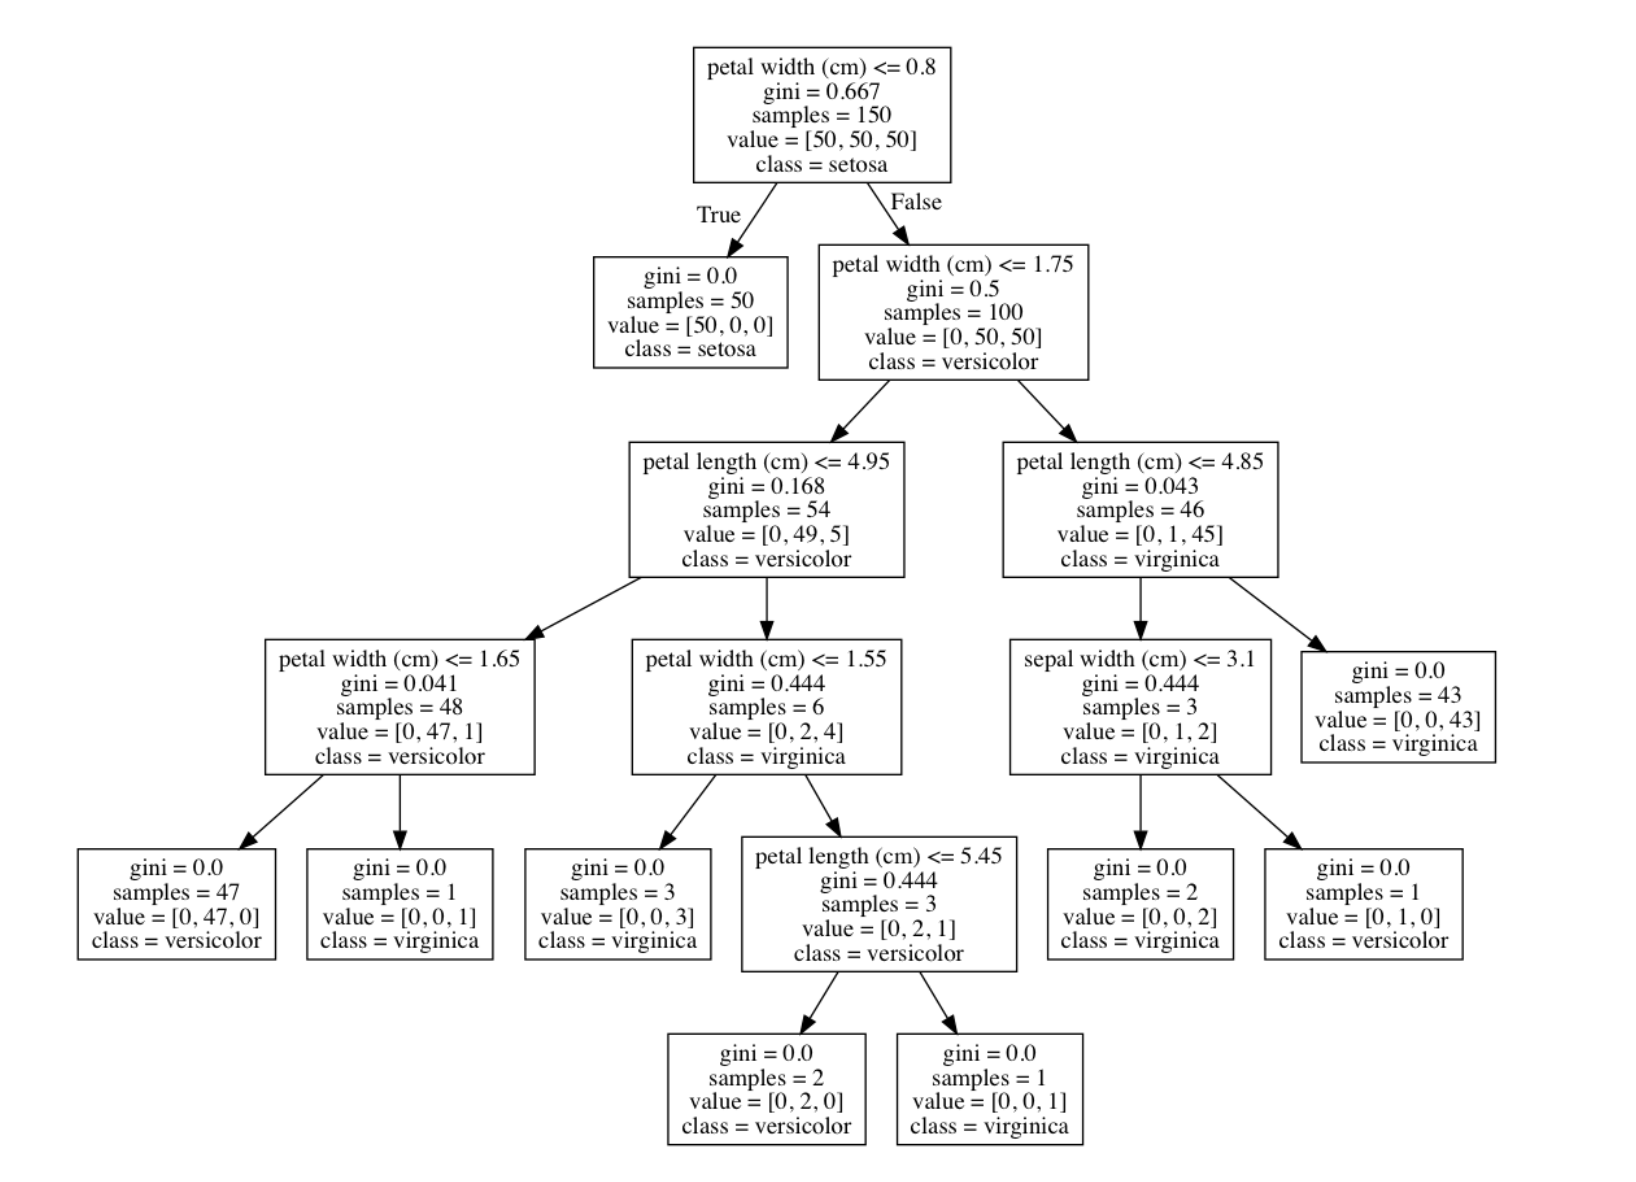 petal width (cm) <= 0.8
gini = 0.667
samples = 150
value = [50, 50, 50]
class = setosa
True
False
gini = 0.0
samples = 50
value = [50, 0, 0]
class = setosa
petal width (cm) <= 1.75
gini = 0.5
samples = 100
value = [0, 50, 50]
class = versicolor
petal length (cm) <= 4.95
gini = 0.168
samples = 54
value = [0, 49, 5]
class = versicolor
petal length (cm) <= 4.85
gini = 0.043
samples = 46
value = [0, 1, 45]
class = virginica
petal width (cm) <= 1.65
gini = 0.041
samples = 48
value = [0, 47, 1]
class = versicolor
petal width (cm) <= 1.55
gini = 0.444
samples = 6
value = [0, 2, 4]
class = virginica
sepal width (cm) <= 3.1
gini = 0.444
samples = 3
value = [0, 1, 2]
class = virginica
gini = 0.0
samples = 43
value = [0, 0, 43]
class = virginica
gini = 0.0
samples = 47
value = [0, 47, 0]
class = versicolor
gini = 0.0
samples = 1
value = [0, 0, 1]
class = virginica
gini = 0.0
samples = 3
value = [0, 0, 3]
class = virginica
petal length (cm) <= 5.45
gini = 0.444
samples = 3
value = [0, 2, 1]
class = versicolor
gini = 0.0
samples = 2
value = [0, 0, 2]
class = virginica
gini = 0.0
samples = 1
value = [0, 1, 0]
class = versicolor
gini = 0.0
samples = 2
value = [0, 2, 0]
class = versicolor
gini = 0.0
samples = 1
value = [0, 0, 1]
class = virginica